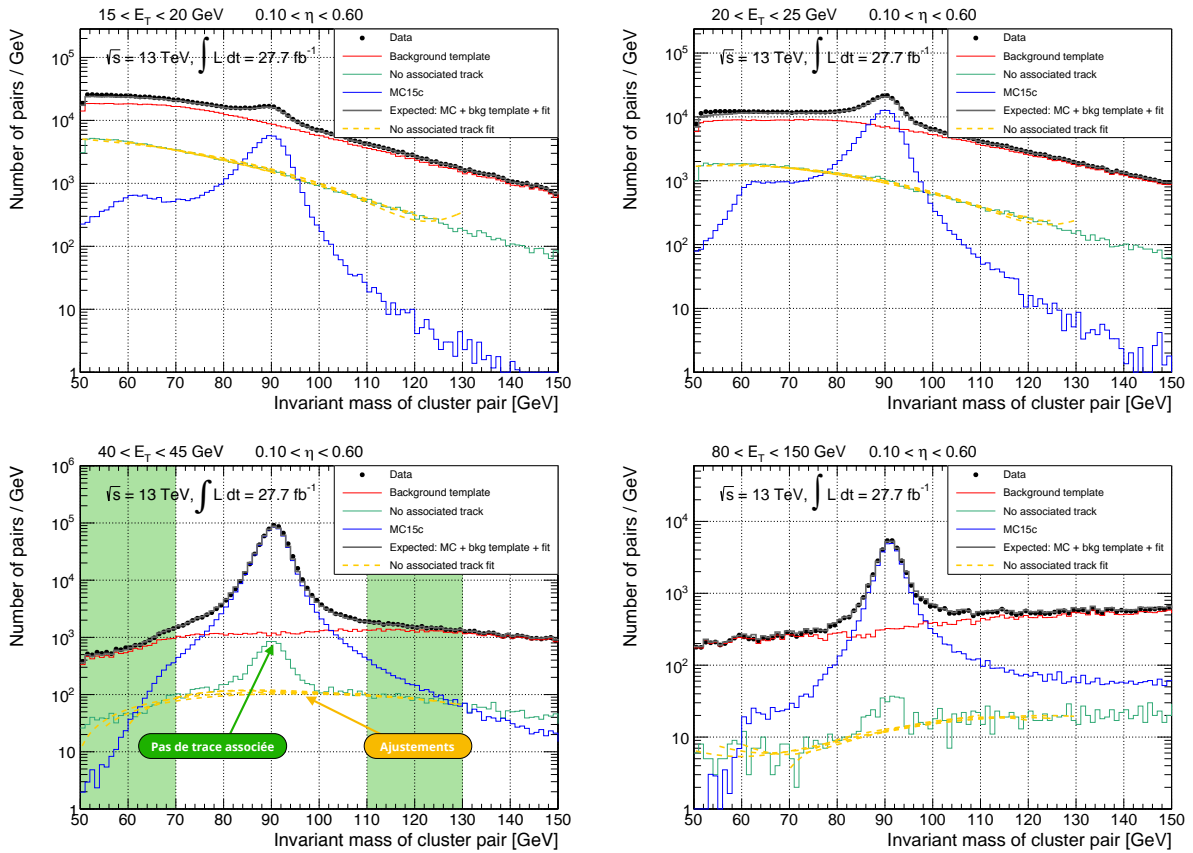 15 < E_T < 20 GeV 0.10 < η < 0.60
√s = 13 TeV, ∫ L dt = 27.7 fb⁻¹
Data
Background template
No associated track
MC15c
Expected: MC + bkg template + fit
No associated track fit
Number of pairs / GeV
10⁵
10⁴
10³
10²
10
1
50 60 70 80 90 100 110 120 130 140 150
Invariant mass of cluster pair [GeV]
20 < E_T < 25 GeV 0.10 < η < 0.60
√s = 13 TeV, ∫ L dt = 27.7 fb⁻¹
Data
Background template
No associated track
MC15c
Expected: MC + bkg template + fit
No associated track fit
Number of pairs / GeV
10⁵
10⁴
10³
10²
10
1
50 60 70 80 90 100 110 120 130 140 150
Invariant mass of cluster pair [GeV]
40 < E_T < 45 GeV 0.10 < η < 0.60
√s = 13 TeV, ∫ L dt = 27.7 fb⁻¹
Data
Background template
No associated track
MC15c
Expected: MC + bkg template + fit
No associated track fit
Number of pairs / GeV
10⁶
10⁵
10⁴
10³
10²
10
1
Pas de trace associée
Ajustements
50 60 70 80 90 100 110 120 130 140 150
Invariant mass of cluster pair [GeV]
80 < E_T < 150 GeV 0.10 < η < 0.60
√s = 13 TeV, ∫ L dt = 27.7 fb⁻¹
Data
Background template
No associated track
MC15c
Expected: MC + bkg template + fit
No associated track fit
Number of pairs / GeV
10⁴
10³
10²
10
1
50 60 70 80 90 100 110 120 130 140 150
Invariant mass of cluster pair [GeV]